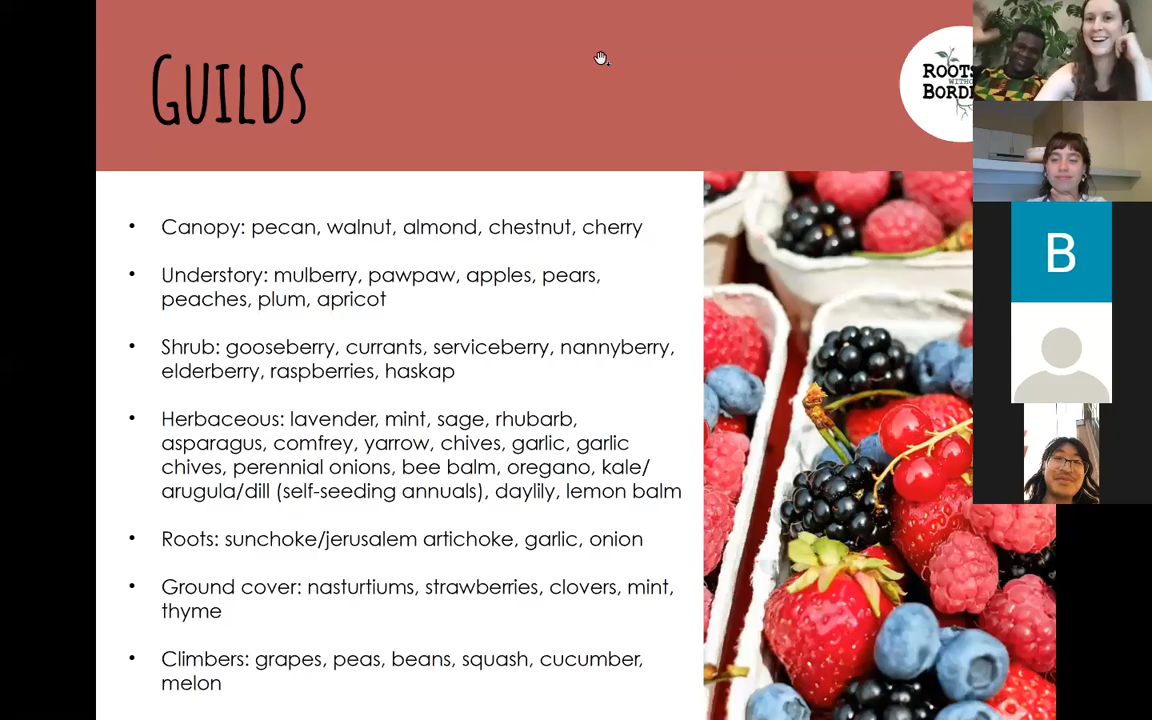 Guilds
ROOTS
WITHO
BORDE
B
• Canopy: pecan, walnut, almond, chestnut, cherry
• Understory: mulberry, pawpaw, apples, pears,
peaches, plum, apricot
• Shrub: gooseberry, currants, serviceberry, nannyberry,
elderberry, raspberries, haskap
• Herbaceous: lavender, mint, sage, rhubarb,
asparagus, comfrey, yarrow, chives, garlic, garlic
chives, perennial onions, bee balm, oregano, kale/
arugula/dill (self-seeding annuals), daylily, lemon balm
• Roots: sunchoke/jerusalem artichoke, garlic, onion
• Ground cover: nasturtiums, strawberries, clovers, mint,
thyme
• Climbers: grapes, peas, beans, squash, cucumber,
melon